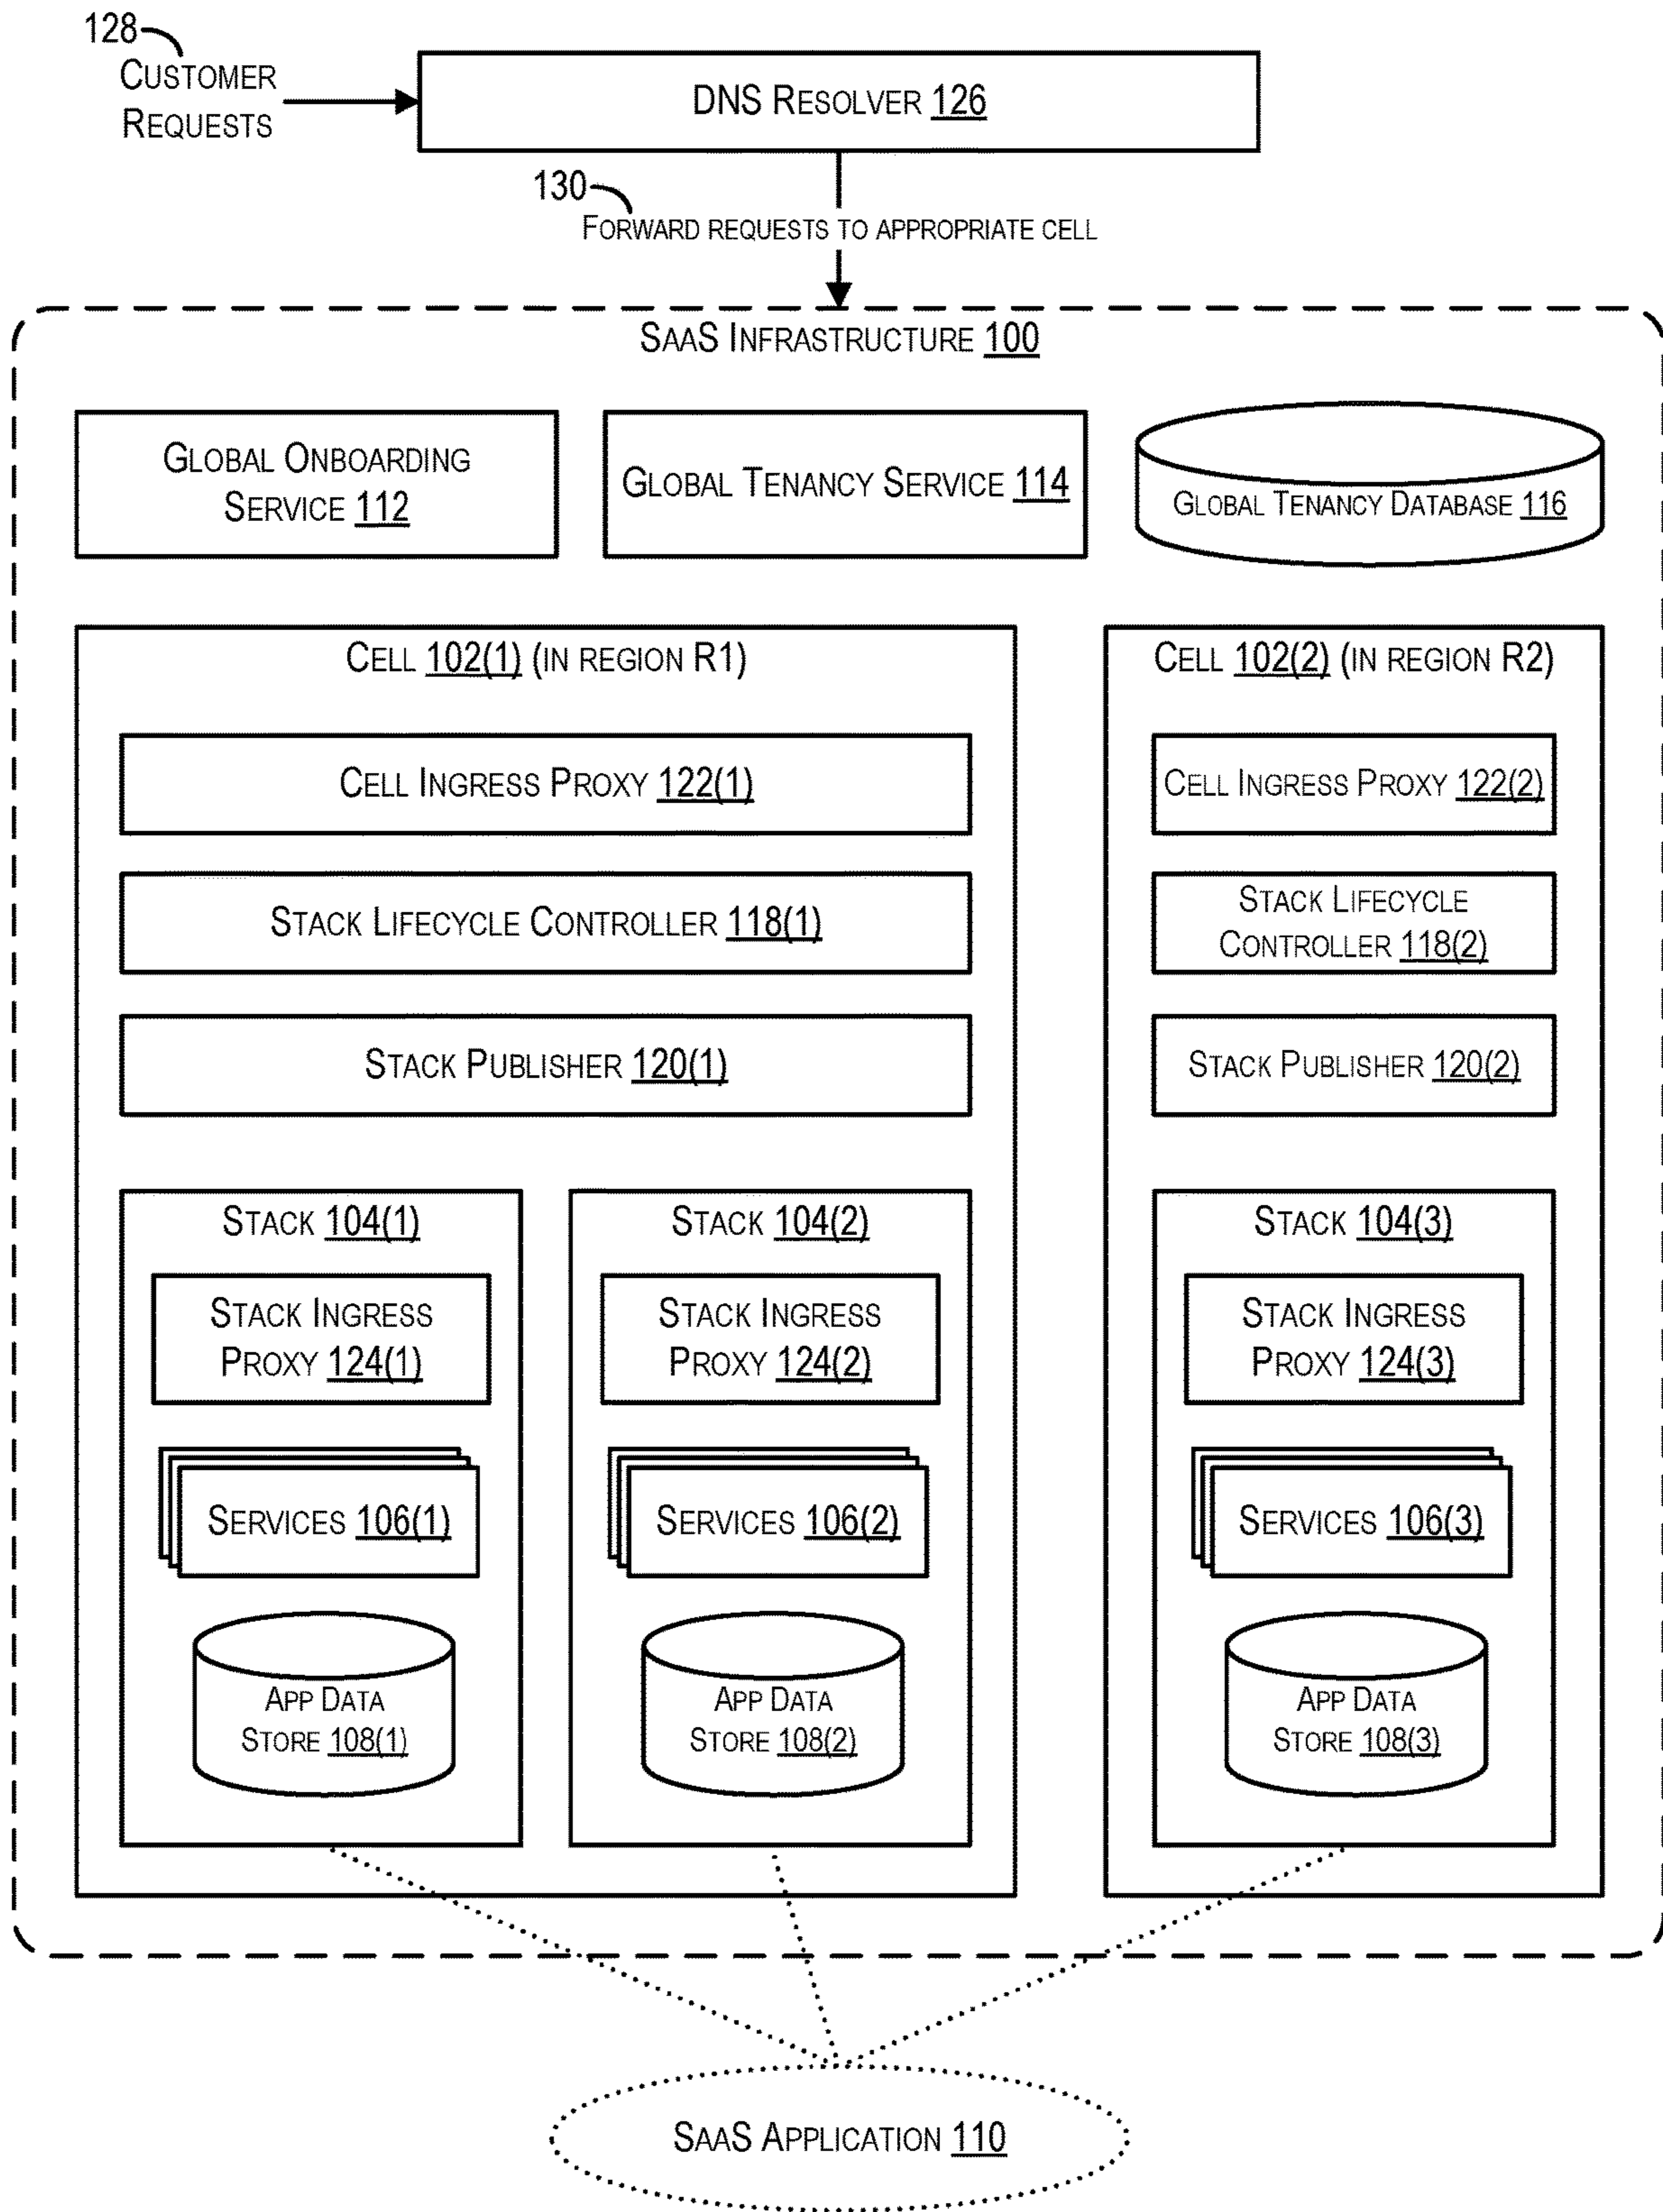 128
Customer
Requests
DNS Resolver 126
130
Forward requests to appropriate cell
SaaS Infrastructure 100
Global Onboarding
Service 112
Global Tenancy Service 114
Global Tenancy Database 116
Cell 102(1) (in region R1)
Cell Ingress Proxy 122(1)
Stack Lifecycle Controller 118(1)
Stack Publisher 120(1)
Stack 104(1)
Stack Ingress
Proxy 124(1)
Services 106(1)
App Data
Store 108(1)
Stack 104(2)
Stack Ingress
Proxy 124(2)
Services 106(2)
App Data
Store 108(2)
Cell 102(2) (in region R2)
Cell Ingress Proxy 122(2)
Stack Lifecycle
Controller 118(2)
Stack Publisher 120(2)
Stack 104(3)
Stack Ingress
Proxy 124(3)
Services 106(3)
App Data
Store 108(3)
SaaS Application 110